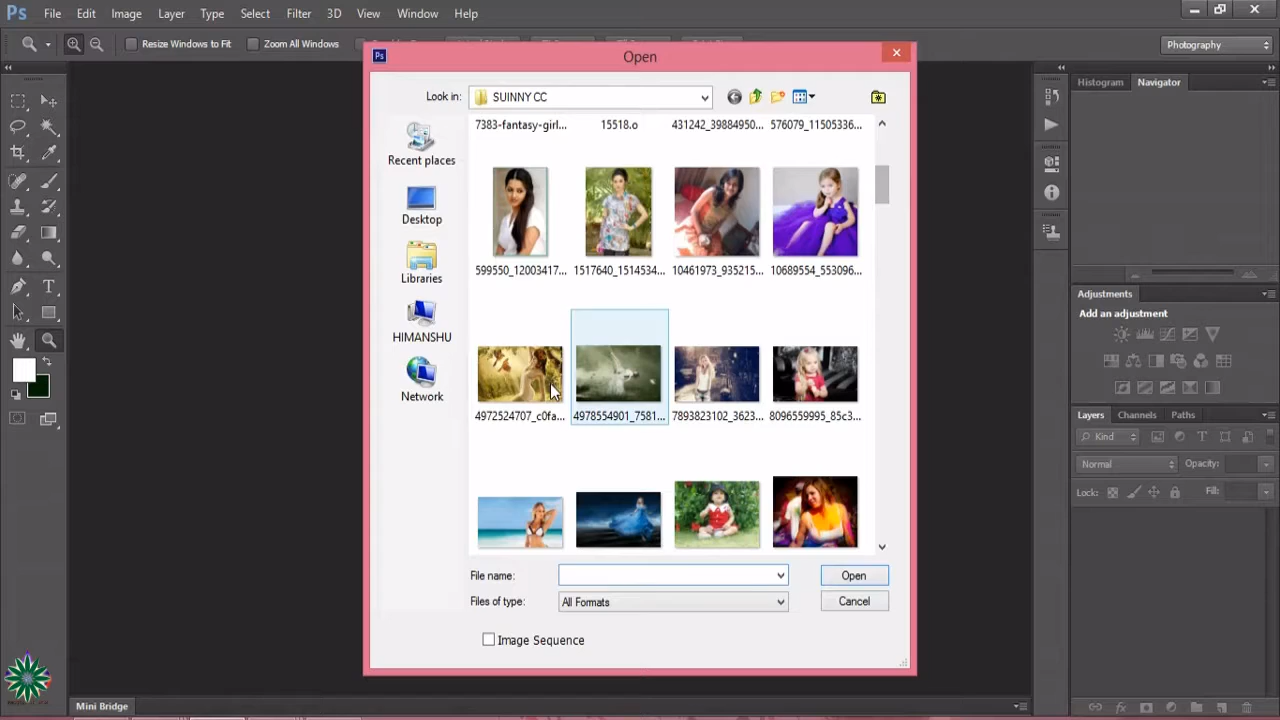 Ps File Edit Image Layer Type Select Filter 3D View Window Help
Resize Windows to Fit Zoom All Windows
Photography
Ps Open
Look in: SUINNY CC
Recent places
Desktop
Libraries
HIMANSHU
Network
7383-fantasy-girl... 15518.o 431242_39884950... 576079_11505336...
599550_12003417... 1517640_1514534... 10461973_935215... 10689554_553096...
4972524707_c0fa... 4978554901_7581... 7893823102_3623... 8096559995_85c3...
File name: Open
Files of type: All Formats Cancel
Image Sequence
Histogram Navigator
Adjustments
Add an adjustment
Layers Channels Paths
Kind
Normal Opacity:
Lock: Fill:
Mini Bridge